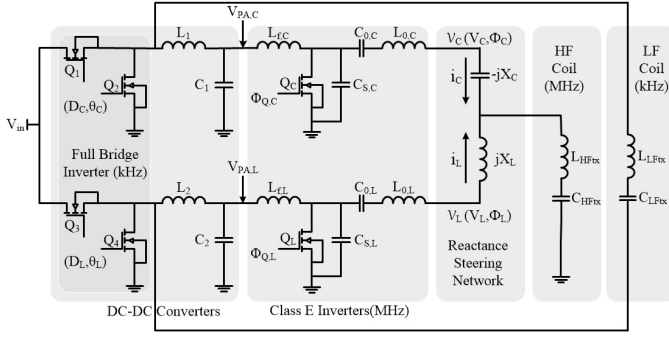 V_PA,C
L_1
L_f,C
C_0,C
L_0,C
V_C (V_C,Φ_C)
HF
Coil
(MHz)
LF
Coil
(kHz)
Q_1
Q_2
C_1
Q_C
C_S,C
i_C
-jX_C
(D_C,θ_C)
Φ_Q,C
V_in
Full Bridge
Inverter (kHz)
V_PA,L
L_2
L_f,L
C_0,L
L_0,L
i_L
jX_L
L_HFtx
L_LFtx
C_HFtx
C_LFtx
Q_3
Q_4
C_2
Q_L
C_S,L
V_L (V_L,Φ_L)
(D_L,θ_L)
Φ_Q,L
Reactance
Steering
Network
DC-DC Converters
Class E Inverters(MHz)